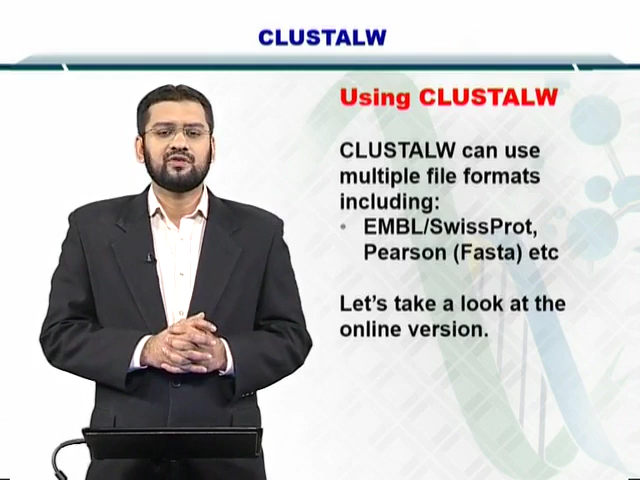 CLUSTALW
Using CLUSTALW
CLUSTALW can use
multiple file formats
including:
• EMBL/SwissProt,
Pearson (Fasta) etc
Let's take a look at the
online version.